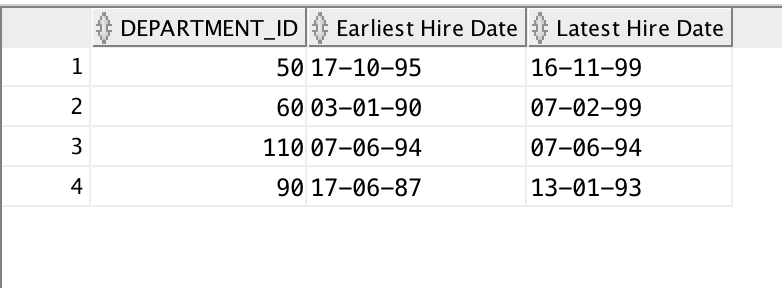 DEPARTMENT_ID Earliest Hire Date Latest Hire Date
1 50 17-10-95 16-11-99
2 60 03-01-90 07-02-99
3 110 07-06-94 07-06-94
4 90 17-06-87 13-01-93